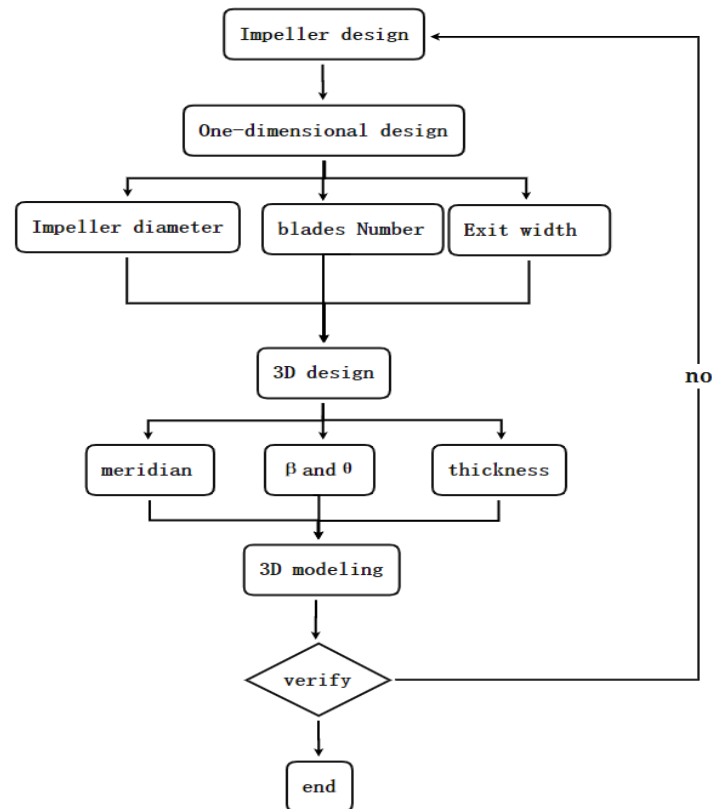 Impeller design
One-dimensional design
Impeller diameter
blades Number
Exit width
3D design
no
meridian
β and θ
thickness
3D modeling
verify
end